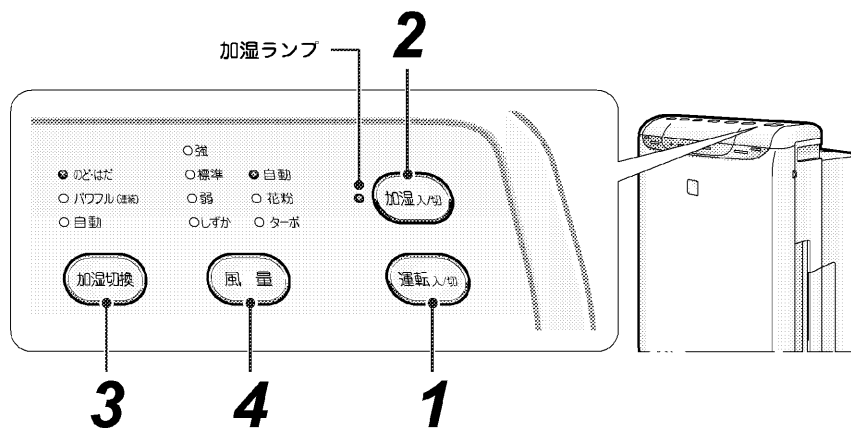 2
加湿ランプ
強
のど・はだ
標準
自動
パワフル(連続)
弱
花粉
自動
しずか
ターボ
加湿 入/切
加湿切換
風 量
運転 入/切
3
4
1